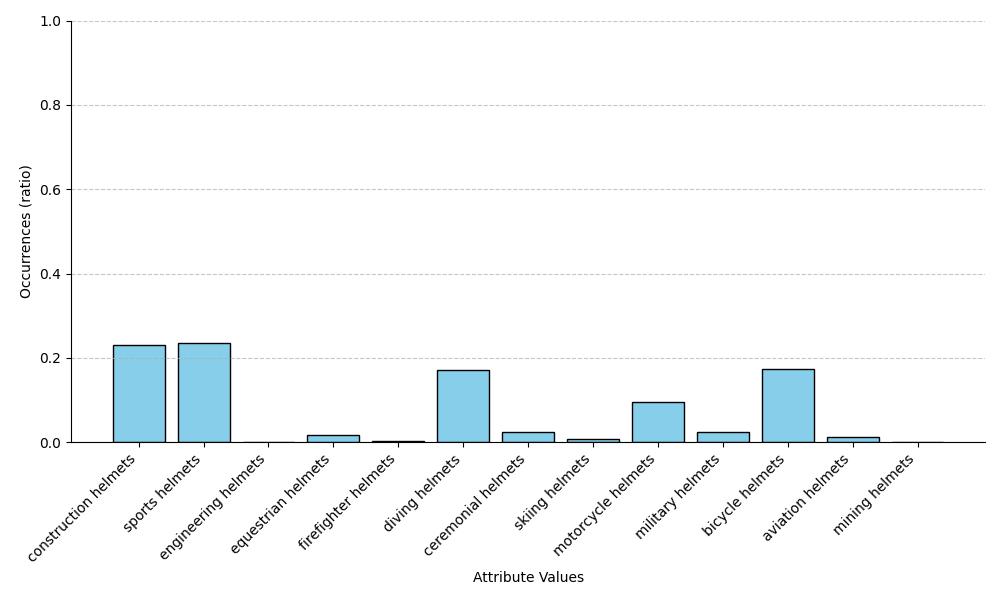 1.0
0.8
0.6
0.4
0.2
0.0
Occurrences (ratio)
construction helmets
sports helmets
engineering helmets
equestrian helmets
firefighter helmets
diving helmets
ceremonial helmets
skiing helmets
motorcycle helmets
military helmets
bicycle helmets
aviation helmets
mining helmets
Attribute Values